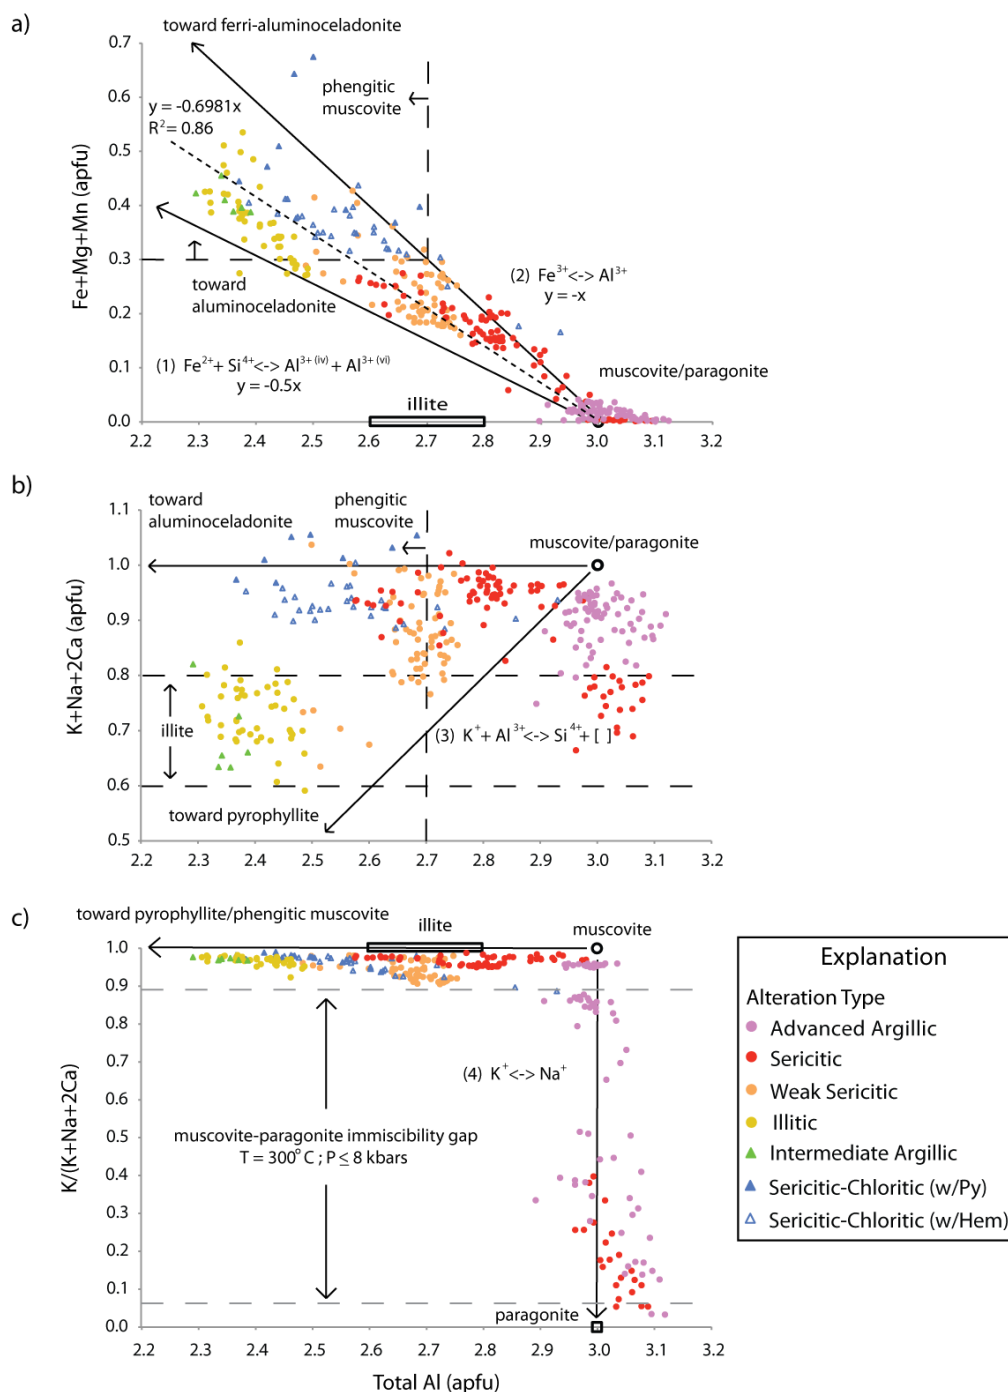 a)
toward ferri-aluminoceladonite
0.7
0.6
0.5
0.4
0.3
0.2
0.1
0.0
Fe+Mg+Mn (apfu)
phengitic
muscovite
y = -0.6981x
R² = 0.86
toward
aluminoceladonite
(2) Fe³⁺<-> Al³⁺
y = -x
(1) Fe²⁺+ Si⁴⁺<-> Al³⁺⁽ⁱᵛ⁾ + Al³⁺⁽ᵛⁱ⁾
y = -0.5x
muscovite/paragonite
illite
2.2 2.3 2.4 2.5 2.6 2.7 2.8 2.9 3.0 3.1 3.2
b)
1.1
1.0
0.9
0.8
0.7
0.6
0.5
K+Na+2Ca (apfu)
toward
aluminoceladonite
phengitic
muscovite
muscovite/paragonite
illite
(3) K⁺+ Al³⁺<-> Si⁴⁺+ [ ]
toward pyrophyllite
2.2 2.3 2.4 2.5 2.6 2.7 2.8 2.9 3.0 3.1 3.2
c)
toward pyrophyllite/phengitic muscovite
illite
muscovite
1.0
0.9
0.8
0.7
0.6
0.5
0.4
0.3
0.2
0.1
0.0
K/(K+Na+2Ca)
(4) K⁺<-> Na⁺
muscovite-paragonite immiscibility gap
T = 300°C ; P ≤ 8 kbars
paragonite
2.2 2.3 2.4 2.5 2.6 2.7 2.8 2.9 3.0 3.1 3.2
Total Al (apfu)
Explanation
Alteration Type
Advanced Argillic
Sericitic
Weak Sericitic
Illitic
Intermediate Argillic
Sericitic-Chloritic (w/Py)
Sericitic-Chloritic (w/Hem)